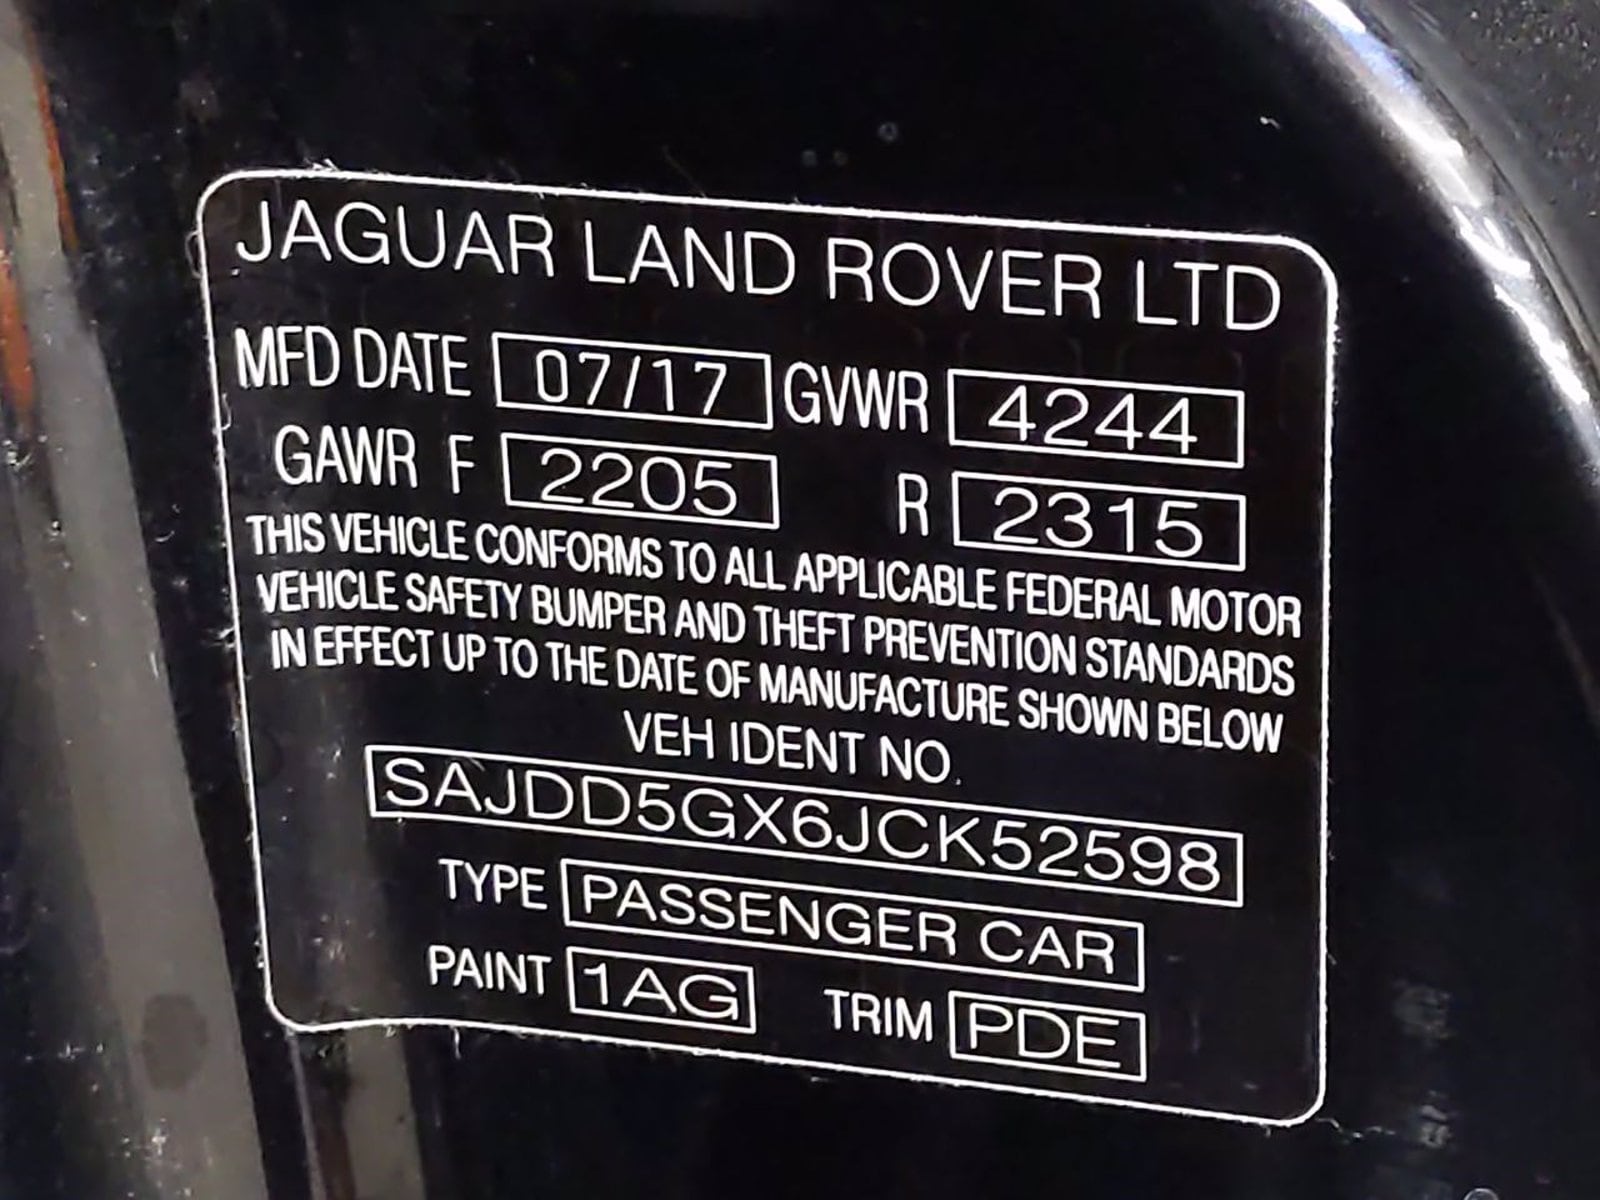 JAGUAR LAND ROVER LTD
MFD DATE 07/17 GVWR 4244
GAWR F 2205 R 2315
THIS VEHICLE CONFORMS TO ALL APPLICABLE FEDERAL MOTOR
VEHICLE SAFETY BUMPER AND THEFT PREVENTION STANDARDS
IN EFFECT UP TO THE DATE OF MANUFACTURE SHOWN BELOW
VEH IDENT NO.
SAJDD5GX6JCK52598
TYPE PASSENGER CAR
PAINT 1AG TRIM PDE